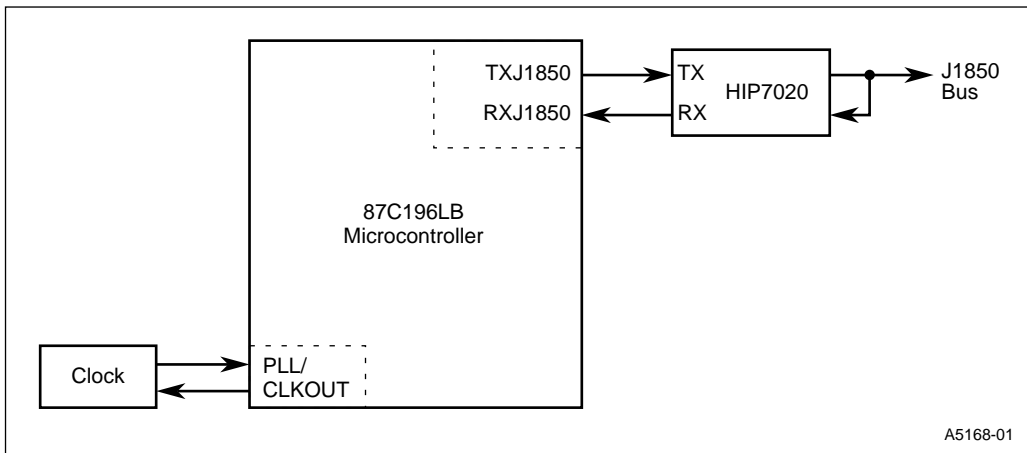 TXJ1850
RXJ1850
TX
RX
HIP7020
J1850
Bus
87C196LB
Microcontroller
Clock
PLL/
CLKOUT
A5168-01